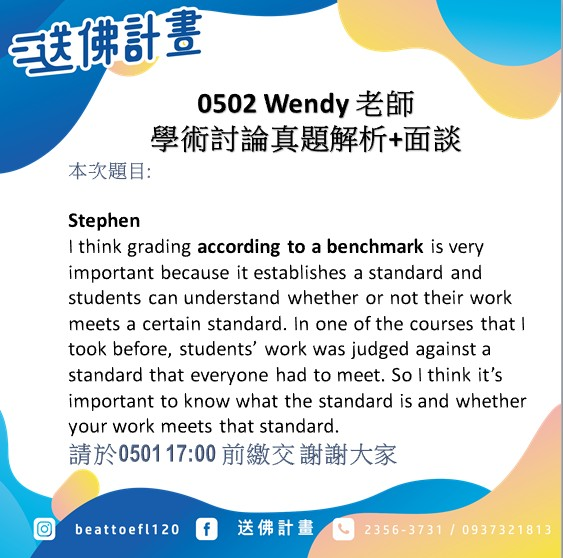 送佛計畫
0502 Wendy 老師
學術討論真題解析+面談
本次題目:
Stephen
I think grading according to a benchmark is very
important because it establishes a standard and
students can understand whether or not their work
meets a certain standard. In one of the courses that I
took before, students’ work was judged against a
standard that everyone had to meet. So I think it’s
important to know what the standard is and whether
your work meets that standard.
請於0501 17:00 前繳交 謝謝大家
beattoefl120 送佛計畫 2356-3731 / 0937321813